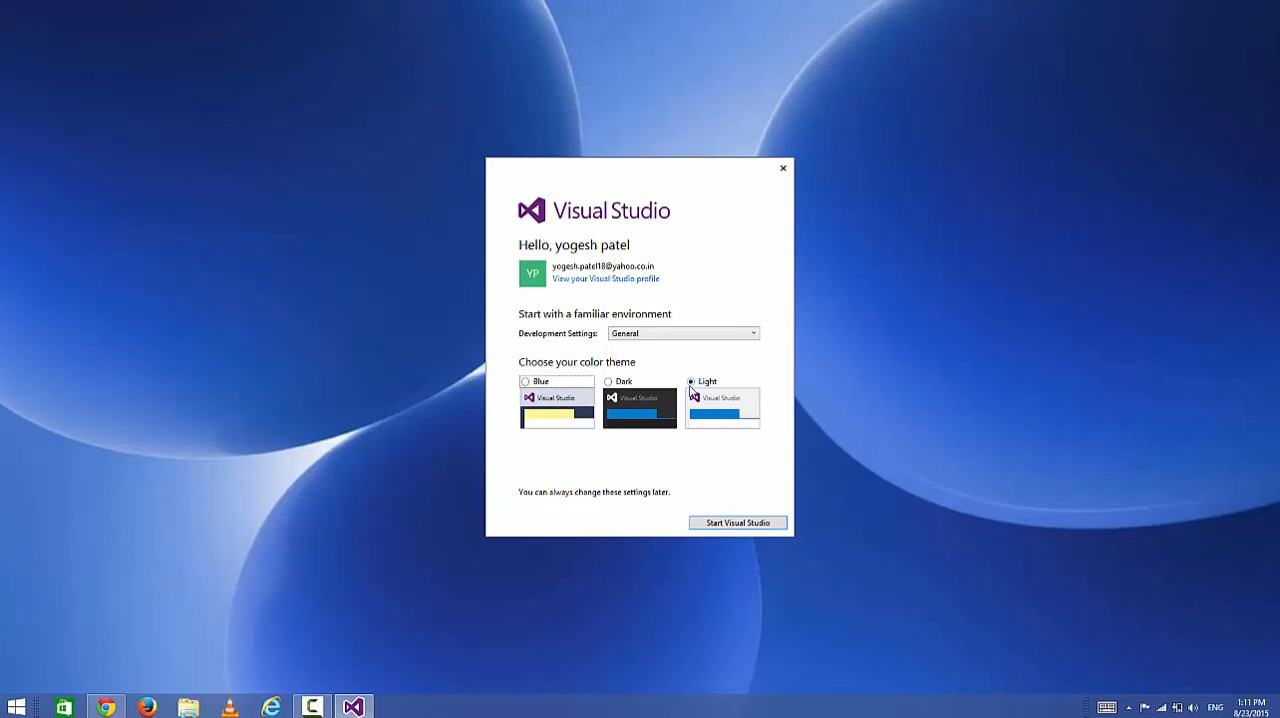 Visual Studio
Hello, yogesh patel
YP
yogesh.patel18@yahoo.co.in
View your Visual Studio profile
Start with a familiar environment
Development Settings: General
Choose your color theme
Blue Dark Light
Visual Studio Visual Studio Visual Studio
You can always change these settings later.
Start Visual Studio
ENG
1:11 PM
8/23/2015